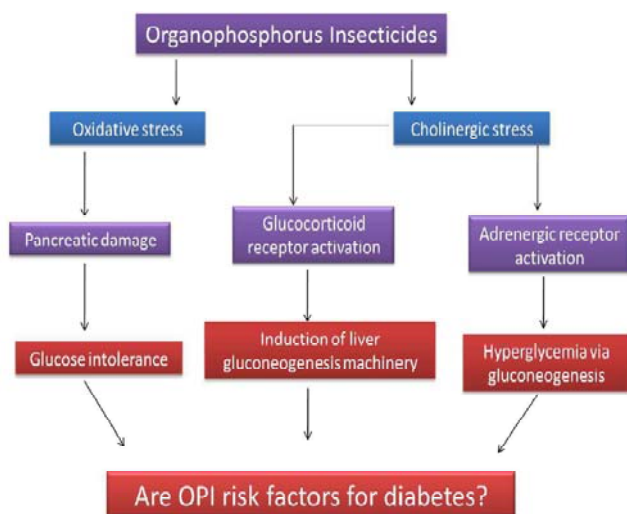 Organophosphorus Insecticides
Oxidative stress
Cholinergic stress
Pancreatic damage
Glucocorticoid
receptor activation
Adrenergic receptor
activation
Glucose intolerance
Induction of liver
gluconeogenesis machinery
Hyperglycemia via
gluconeogenesis
Are OPI risk factors for diabetes?